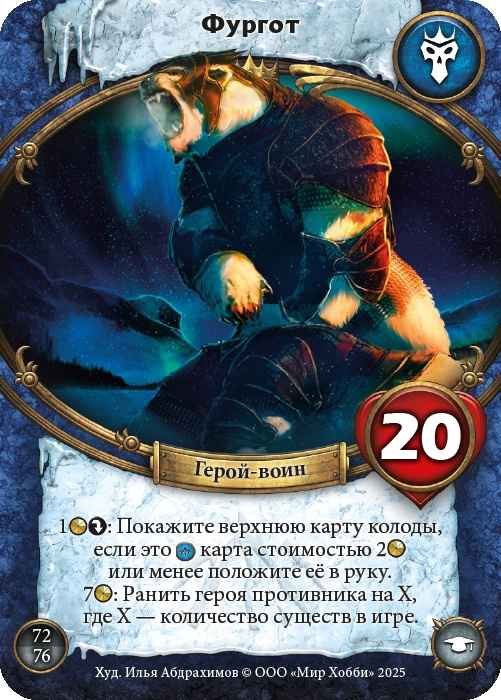 Фургот
20
Герой-воин
1: Покажите верхнюю карту колоды,
если это карта стоимостью 2
или менее положите её в руку.
7: Ранить героя противника на X,
где X — количество существ в игре.
72
76
Худ. Илья Абдрахимов © ООО «Мир Хобби» 2025